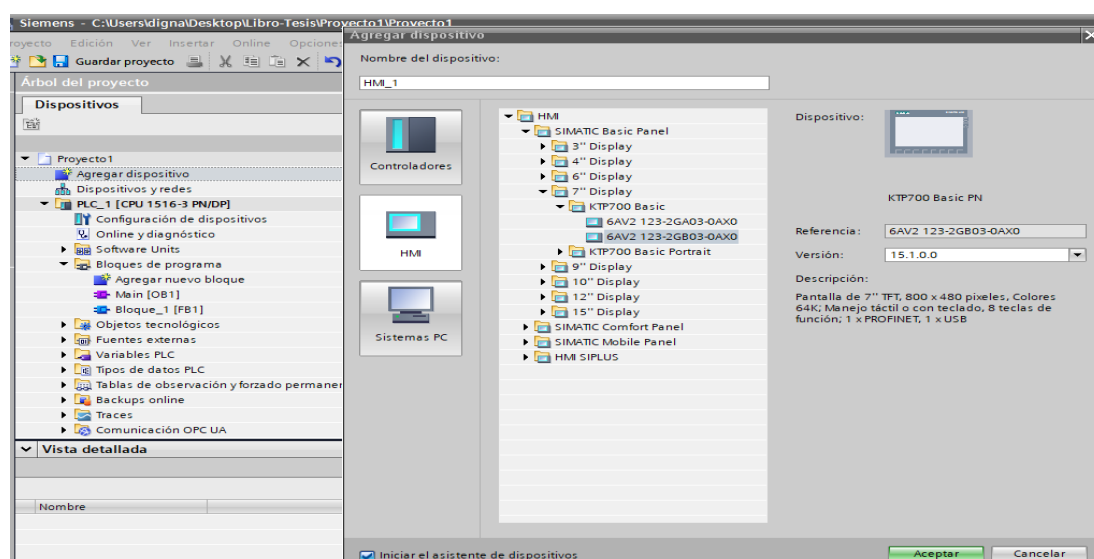 Siemens - C:\Users\digna\Desktop\Libro-Tesis\Proyecto1\Proyecto1
royecto Edición Ver Insertar Online Opcione
Guardar proyecto
Árbol del proyecto
Dispositivos
Proyecto1
Agregar dispositivo
Dispositivos y redes
PLC_1 [CPU 1516-3 PN/DP]
Configuración de dispositivos
Online y diagnóstico
Software Units
Bloques de programa
Agregar nuevo bloque
Main [OB1]
Bloque_1 [FB1]
Objetos tecnológicos
Fuentes externas
Variables PLC
Tipos de datos PLC
Tablas de observación y forzado permaner
Backups online
Traces
Comunicación OPC UA
Vista detallada
Nombre
Agregar dispositivo
Nombre del dispositivo:
HMI_1
Controladores
HMI
Sistemas PC
HMI
SIMATIC Basic Panel
3'' Display
4'' Display
6'' Display
7'' Display
KTP700 Basic
6AV2 123-2GA03-0AX0
6AV2 123-2GB03-0AX0
KTP700 Basic Portrait
9'' Display
10'' Display
12'' Display
15'' Display
SIMATIC Comfort Panel
SIMATIC Mobile Panel
HMI SIPLUS
Dispositivo:
KTP700 Basic PN
Referencia: 6AV2 123-2GB03-0AX0
Versión: 15.1.0.0
Descripción:
Pantalla de 7'' TFT, 800 x 480 píxeles, Colores
64K; Manejo táctil o con teclado, 8 teclas de
función; 1 x PROFINET, 1 x USB
Iniciar el asistente de dispositivos
Aceptar Cancelar